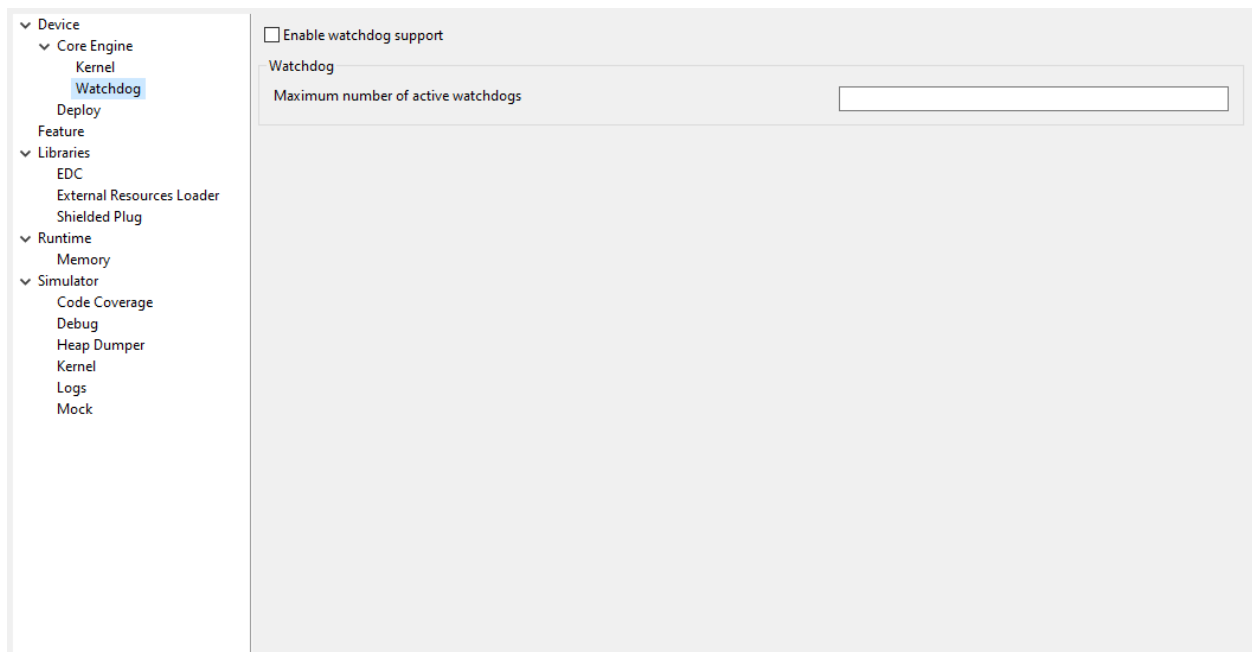 Device
Core Engine
Kernel
Watchdog
Deploy
Feature
Libraries
EDC
External Resources Loader
Shielded Plug
Runtime
Memory
Simulator
Code Coverage
Debug
Heap Dumper
Kernel
Logs
Mock
Enable watchdog support
Watchdog
Maximum number of active watchdogs